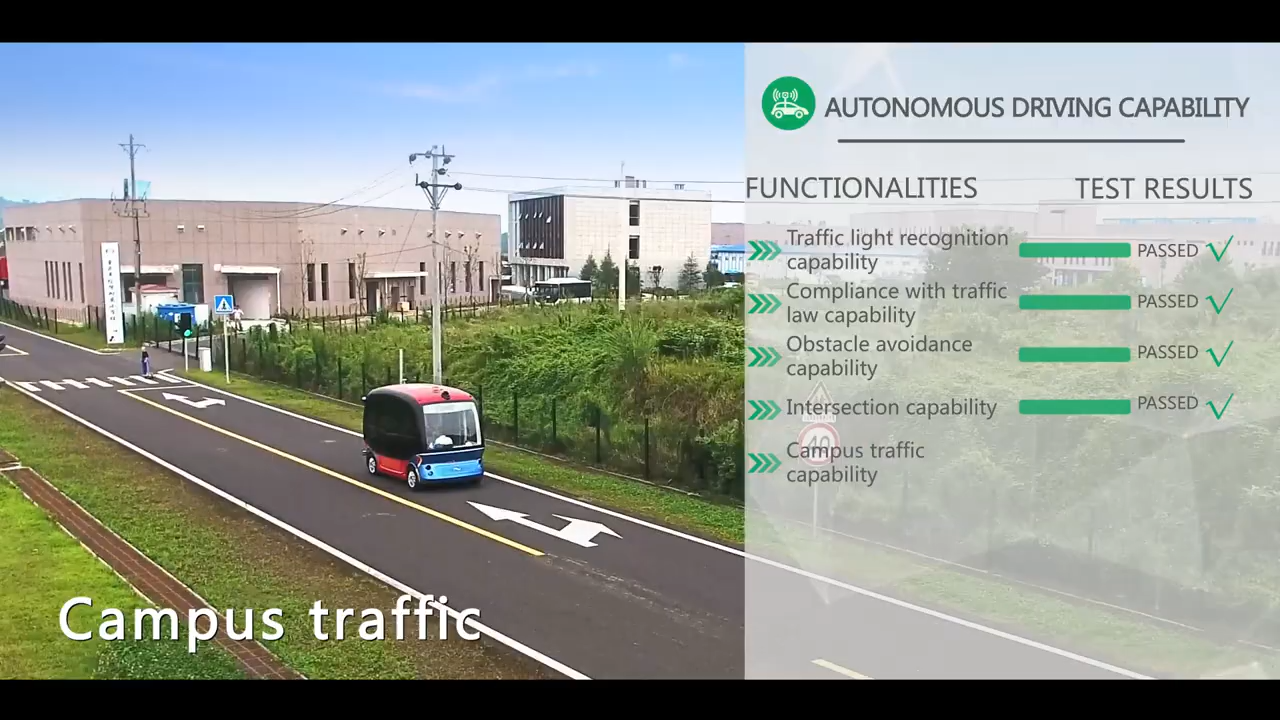 AUTONOMOUS DRIVING CAPABILITY
FUNCTIONALITIES TEST RESULTS
Traffic light recognition
capability
PASSED
Compliance with traffic
law capability
PASSED
Obstacle avoidance
capability
PASSED
Intersection capability
PASSED
Campus traffic
capability
40
Campus traffic